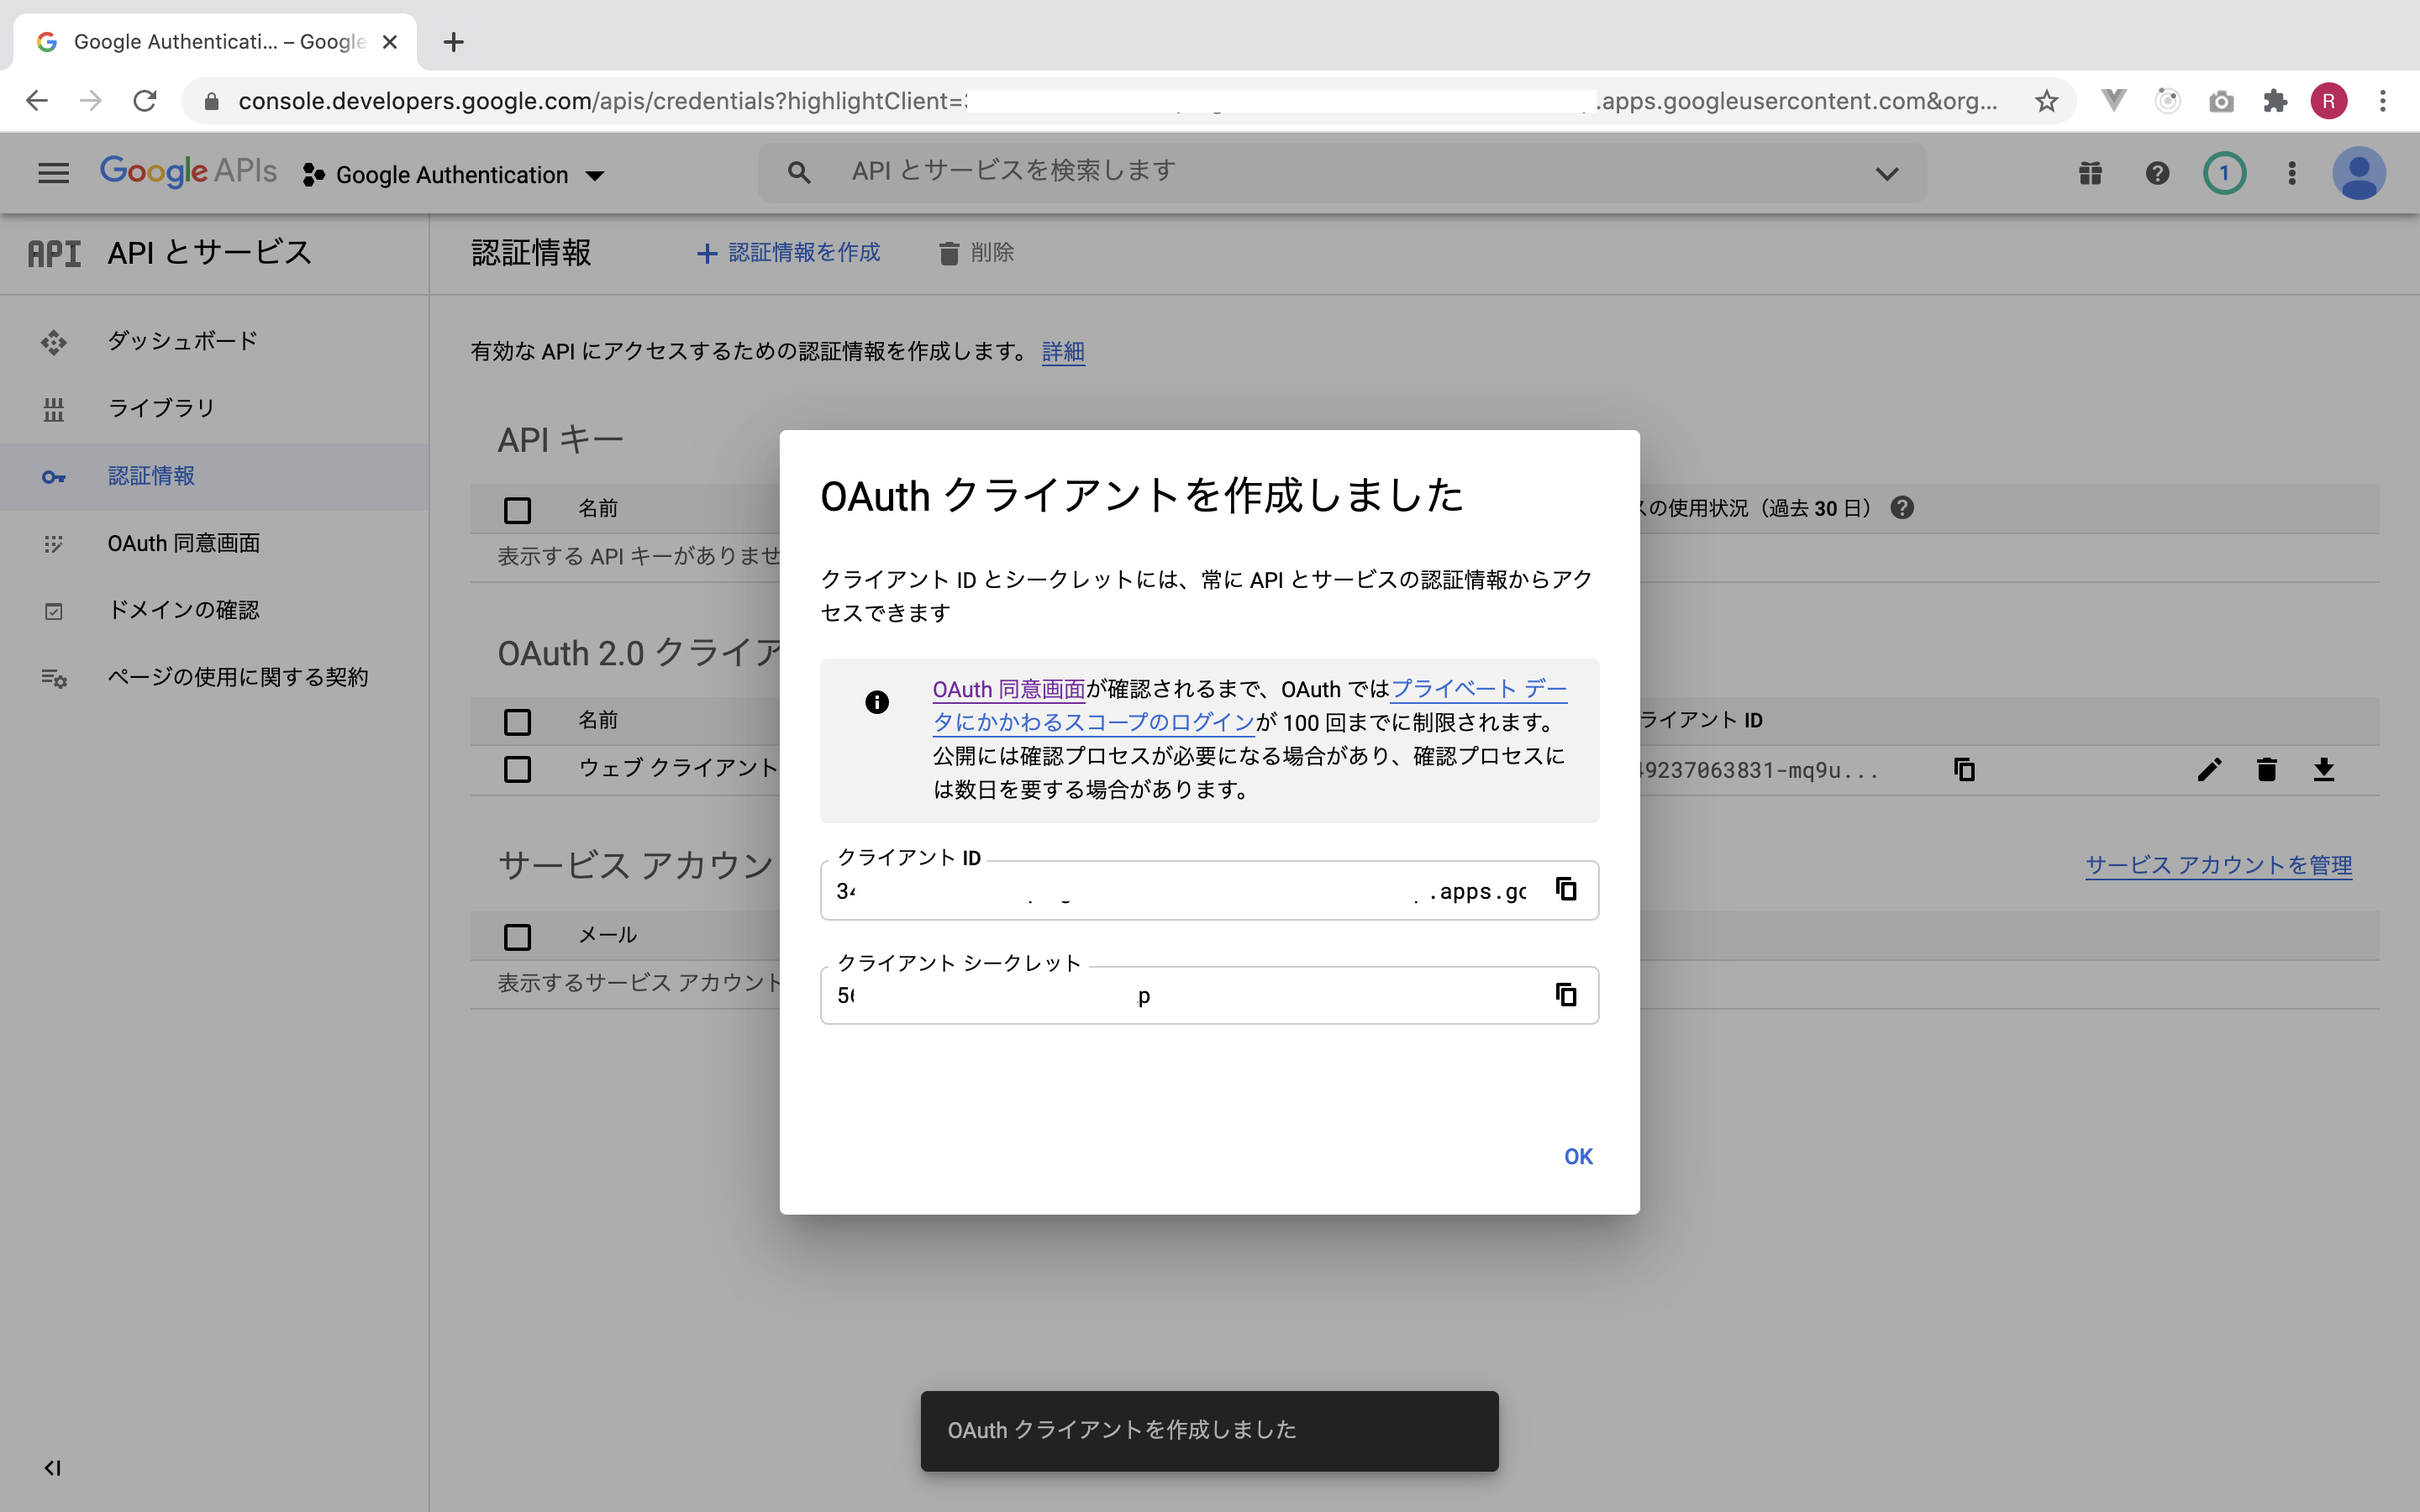 Google Authenticati... – Google
console.developers.google.com/apis/credentials?highlightClient=
.apps.googleusercontent.com&org...
R
Google APIs
Google Authentication
API とサービスを検索します
1
API
API とサービス
認証情報
認証情報を作成
削除
ダッシュボード
ライブラリ
認証情報
OAuth 同意画面
ドメインの確認
ページの使用に関する契約
有効な API にアクセスするための認証情報を作成します。 詳細
API キー
名前
の使用状況（過去 30 日）
表示する API キーがありませ
OAuth 2.0 クライア
名前
ライアント ID
ウェブ クライアント
49237063831-mq9u...
サービス アカウン
サービス アカウントを管理
メール
表示するサービス アカウント
OAuth クライアントを作成しました
クライアント ID とシークレットには、常に API とサービスの認証情報からアク
セスできます
OAuth 同意画面が確認されるまで、OAuth ではプライベート デー
タにかかわるスコープのログインが 100 回までに制限されます。
公開には確認プロセスが必要になる場合があり、確認プロセスに
は数日を要する場合があります。
クライアント ID
34
.apps.go
クライアント シークレット
5
p
OK
OAuth クライアントを作成しました